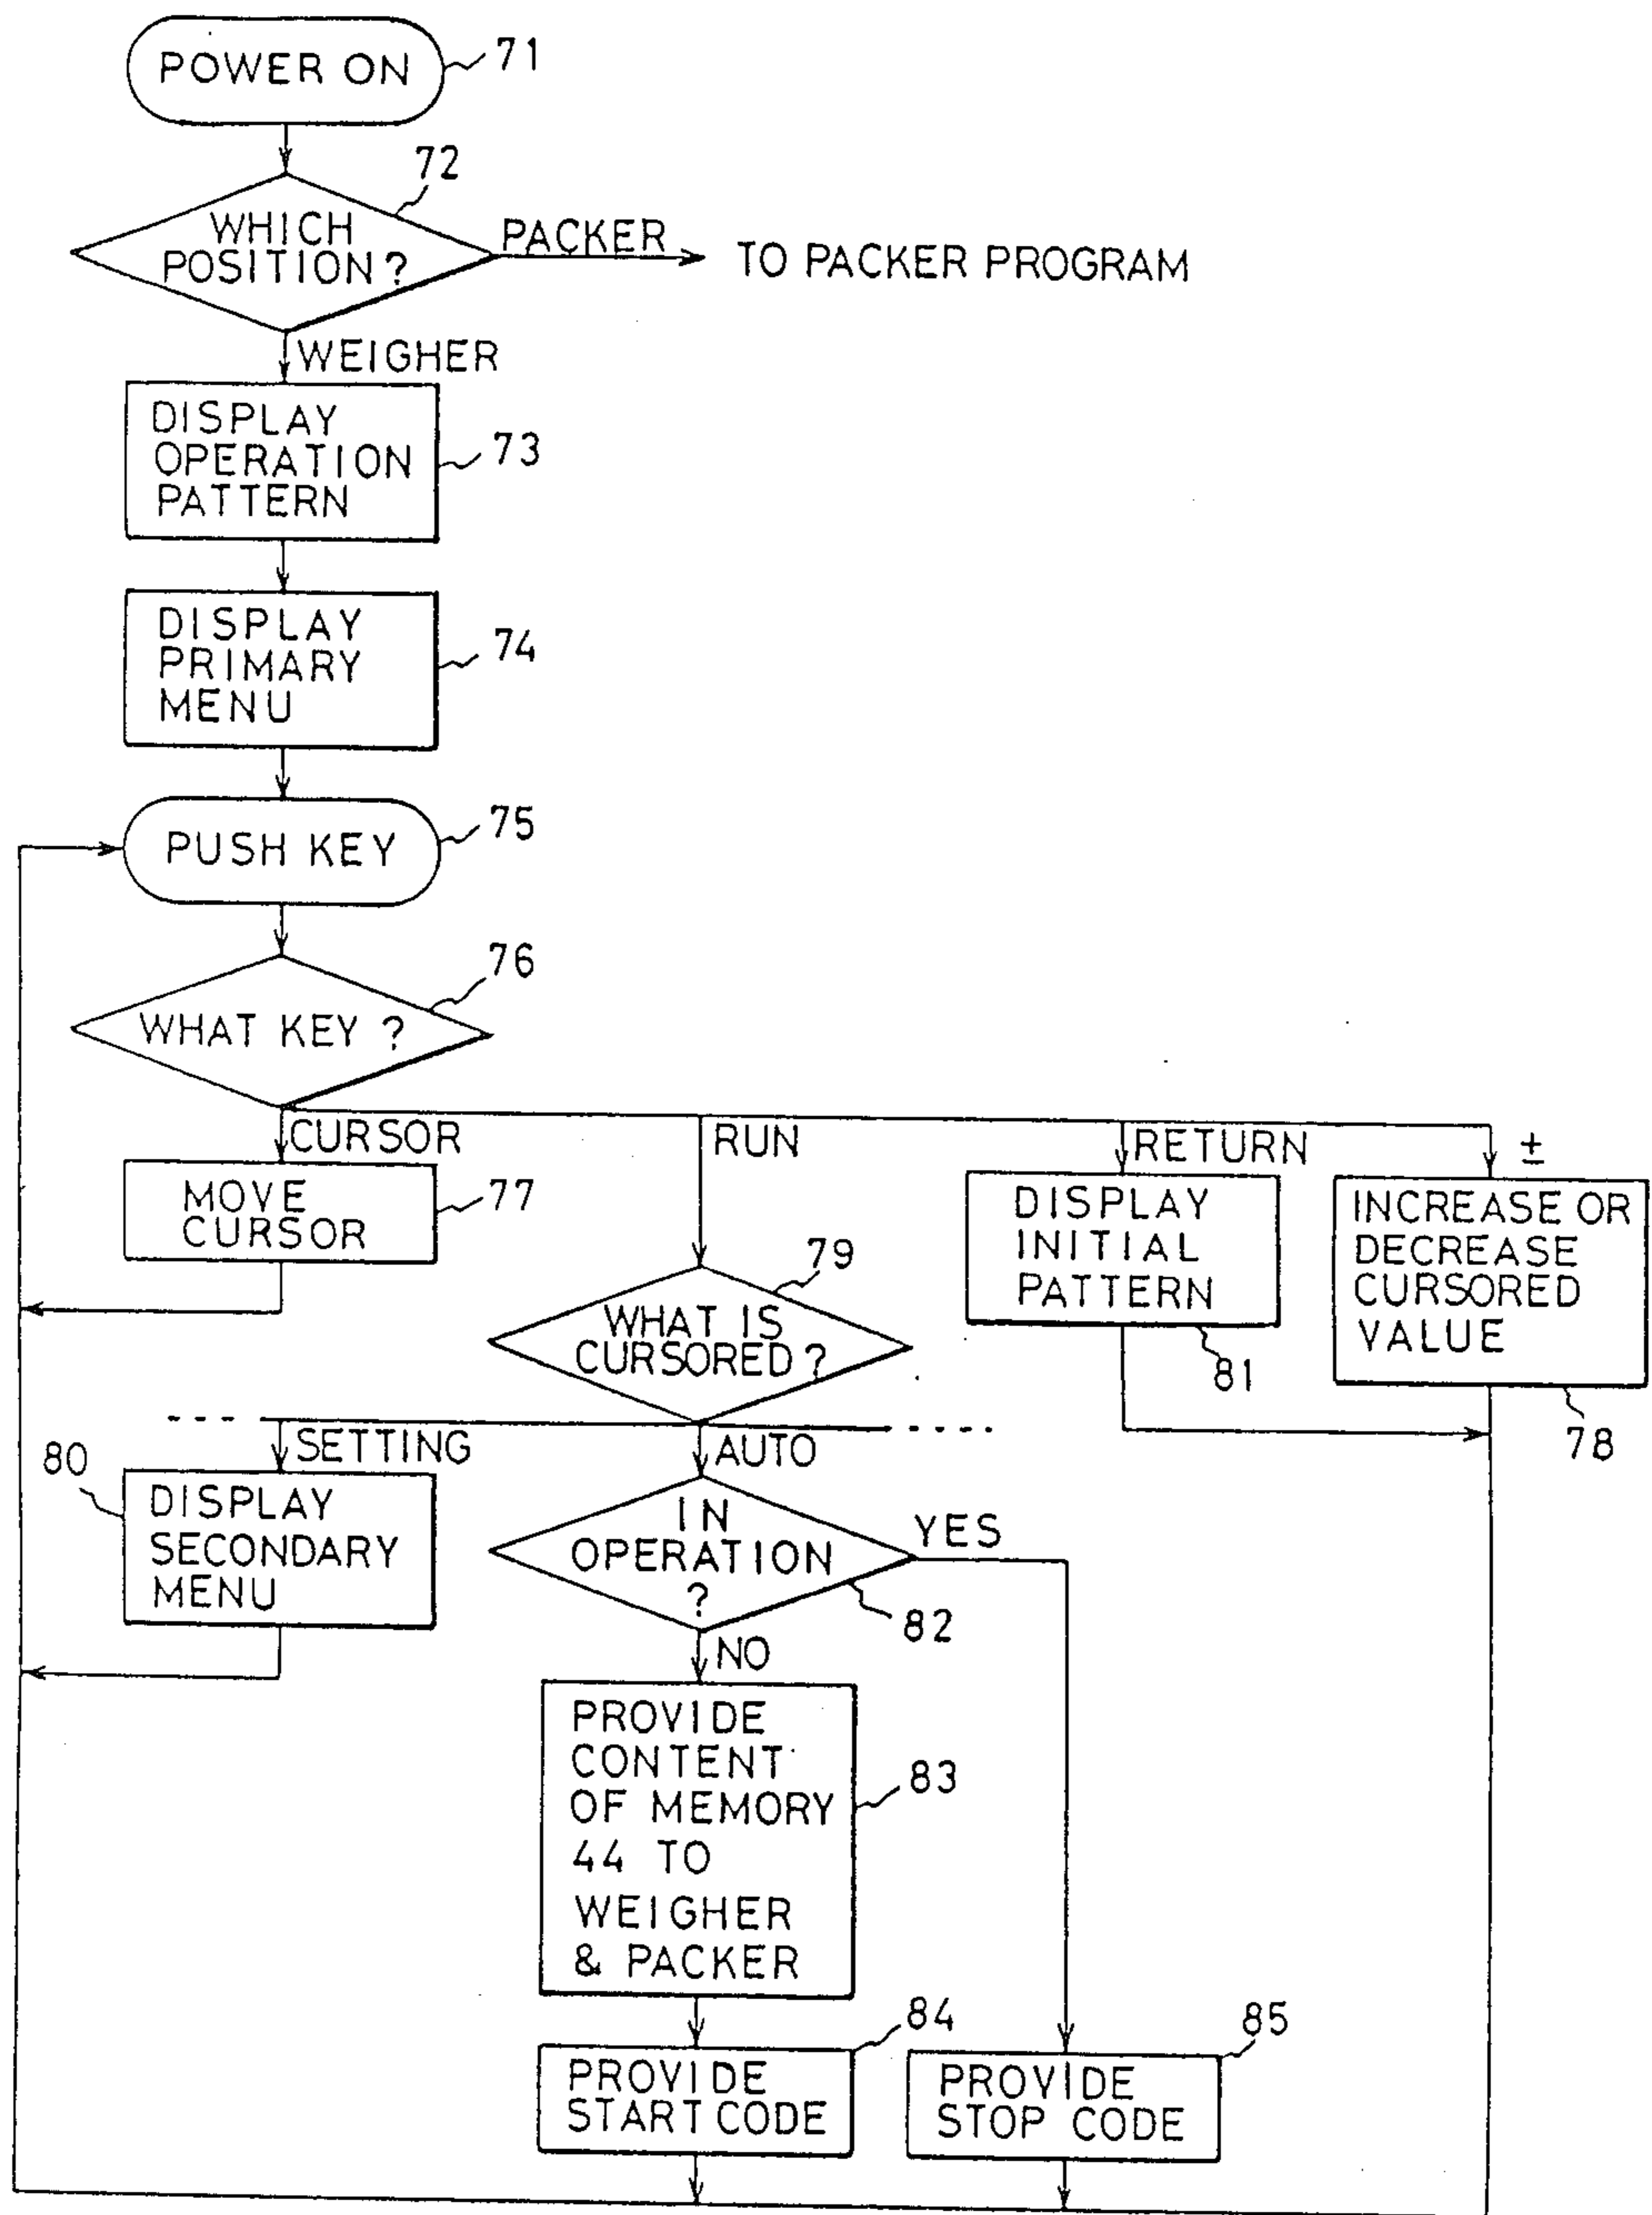 POWER ON
71
72
WHICH
POSITION?
PACKER
TO PACKER PROGRAM
WEIGHER
DISPLAY
OPERATION
PATTERN
73
DISPLAY
PRIMARY
MENU
74
PUSH KEY
75
76
WHAT KEY ?
CURSOR
RUN
RETURN
±
MOVE
CURSOR
77
DISPLAY
INITIAL
PATTERN
81
INCREASE OR
DECREASE
CURSORED
VALUE
78
79
WHAT IS
CURSORED?
SETTING
AUTO
80
DISPLAY
SECONDARY
MENU
IN
OPERATION
?
YES
82
NO
PROVIDE
CONTENT
OF MEMORY
44 TO
WEIGHER
& PACKER
83
84
PROVIDE
START CODE
85
PROVIDE
STOP CODE